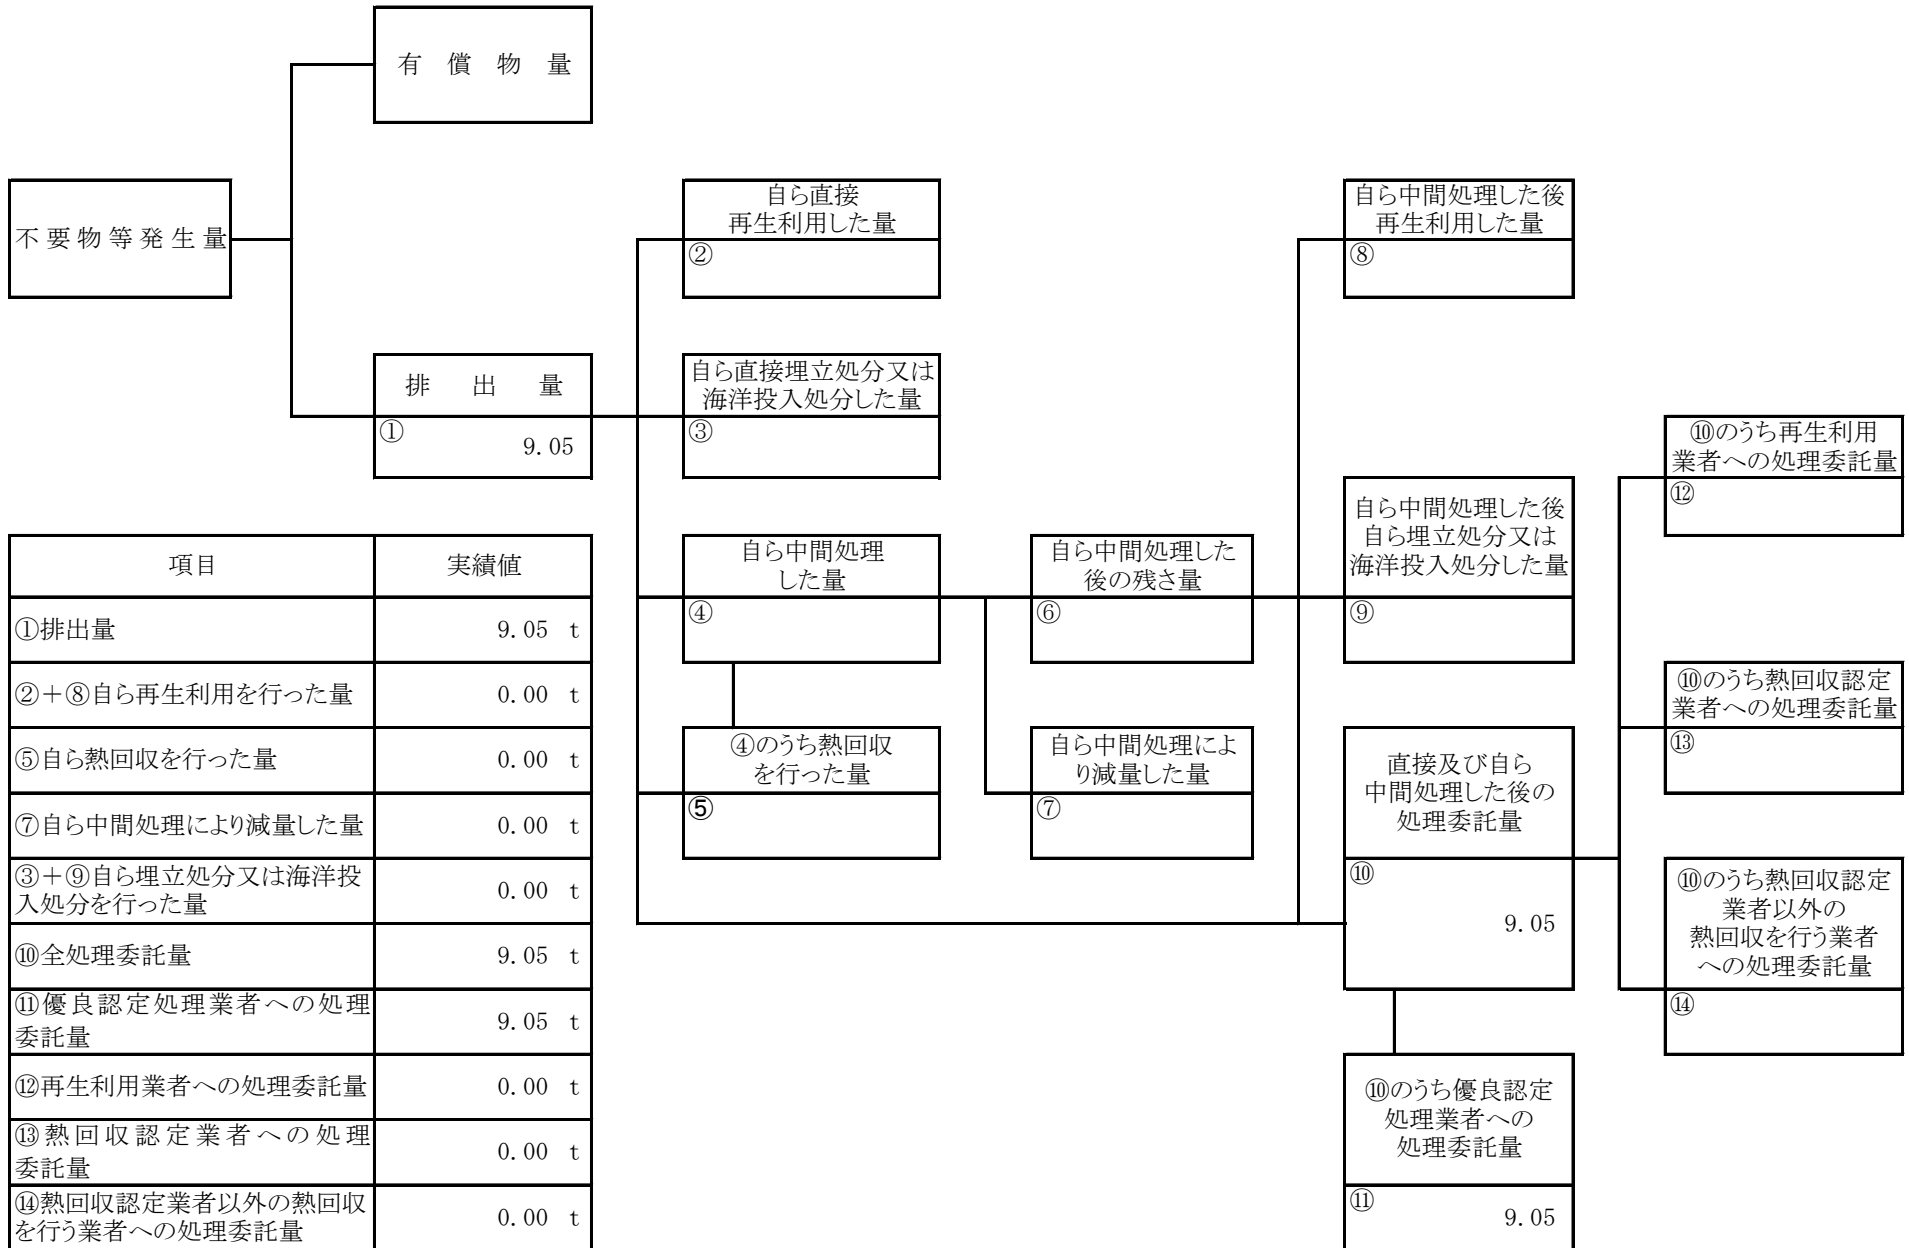 有 償 物 量
不 要 物 等 発 生 量
自ら直接
再生利用した量
②
自ら中間処理した後
再生利用した量
⑧
排 出 量
①
9.05
自ら直接埋立処分又は
海洋投入処分した量
③
⑩のうち再生利用
業者への処理委託量
⑫
自ら中間処理した後
自ら埋立処分又は
海洋投入処分した量
⑨
自ら中間処理
した量
④
自ら中間処理した
後の残さ量
⑥
⑩のうち熱回収認定
業者への処理委託量
⑬
④のうち熱回収
を行った量
⑤
自ら中間処理によ
り減量した量
⑦
直接及び自ら
中間処理した後の
処理委託量
⑩
9.05
⑩のうち熱回収認定
業者以外の
熱回収を行う業者
への処理委託量
⑭
⑩のうち優良認定
処理業者への
処理委託量
⑪
9.05
項目 実績値
①排出量 9.05 t
②＋⑧自ら再生利用を行った量 0.00 t
⑤自ら熱回収を行った量 0.00 t
⑦自ら中間処理により減量した量 0.00 t
③＋⑨自ら埋立処分又は海洋投
入処分を行った量 0.00 t
⑩全処理委託量 9.05 t
⑪優良認定処理業者への処理
委託量 9.05 t
⑫再生利用業者への処理委託量 0.00 t
⑬熱回収認定業者への処理
委託量 0.00 t
⑭熱回収認定業者以外の熱回収
を行う業者への処理委託量 0.00 t